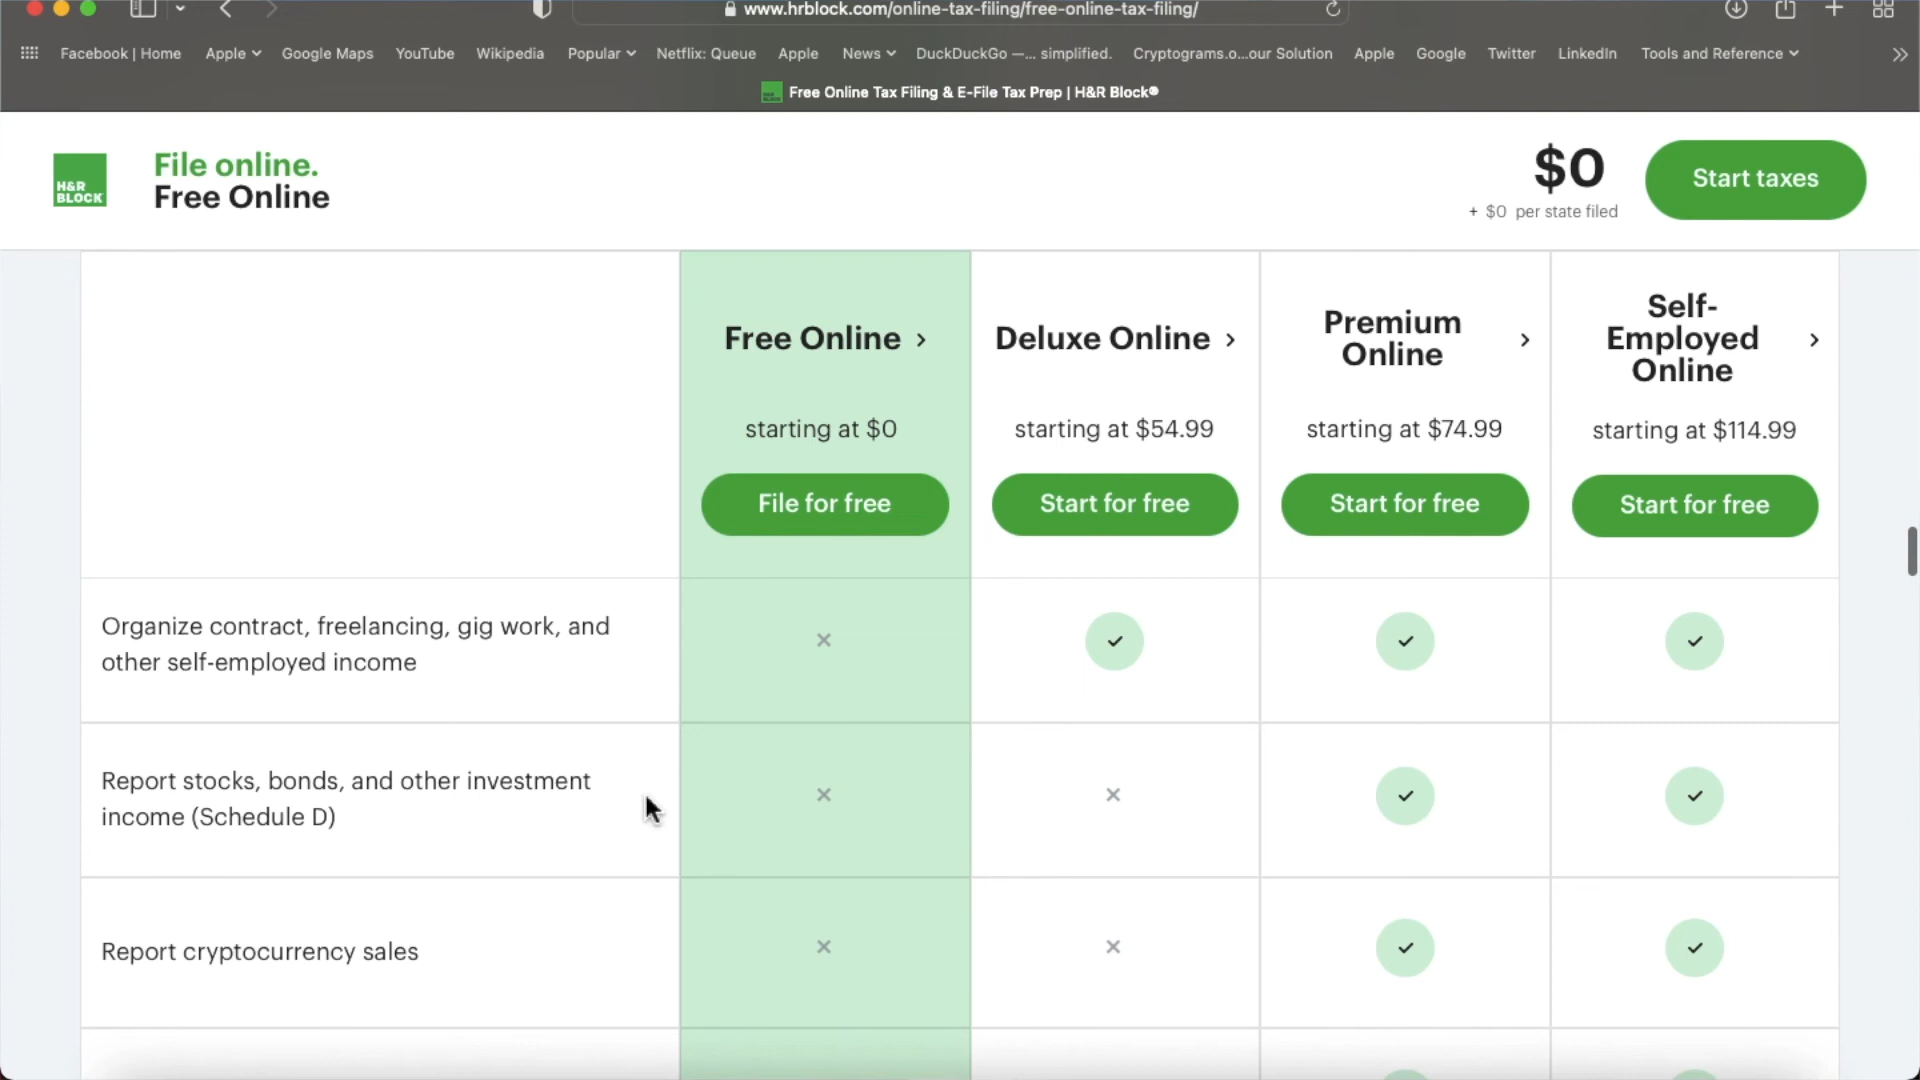 www.hrblock.com/online-tax-filing/free-online-tax-filing/
Facebook | Home Apple Google Maps YouTube Wikipedia Popular Netflix: Queue Apple News DuckDuckGo —... simplified. Cryptograms.o...our Solution Apple Google Twitter LinkedIn Tools and Reference
Free Online Tax Filing & E-File Tax Prep | H&R Block®
H&R
BLOCK
File online.
Free Online
$0
+ $0 per state filed
Start taxes
Free Online
Deluxe Online
Premium
Online
Self-
Employed
Online
starting at $0
starting at $54.99
starting at $74.99
starting at $114.99
File for free
Start for free
Start for free
Start for free
Organize contract, freelancing, gig work, and
other self-employed income
Report stocks, bonds, and other investment
income (Schedule D)
Report cryptocurrency sales